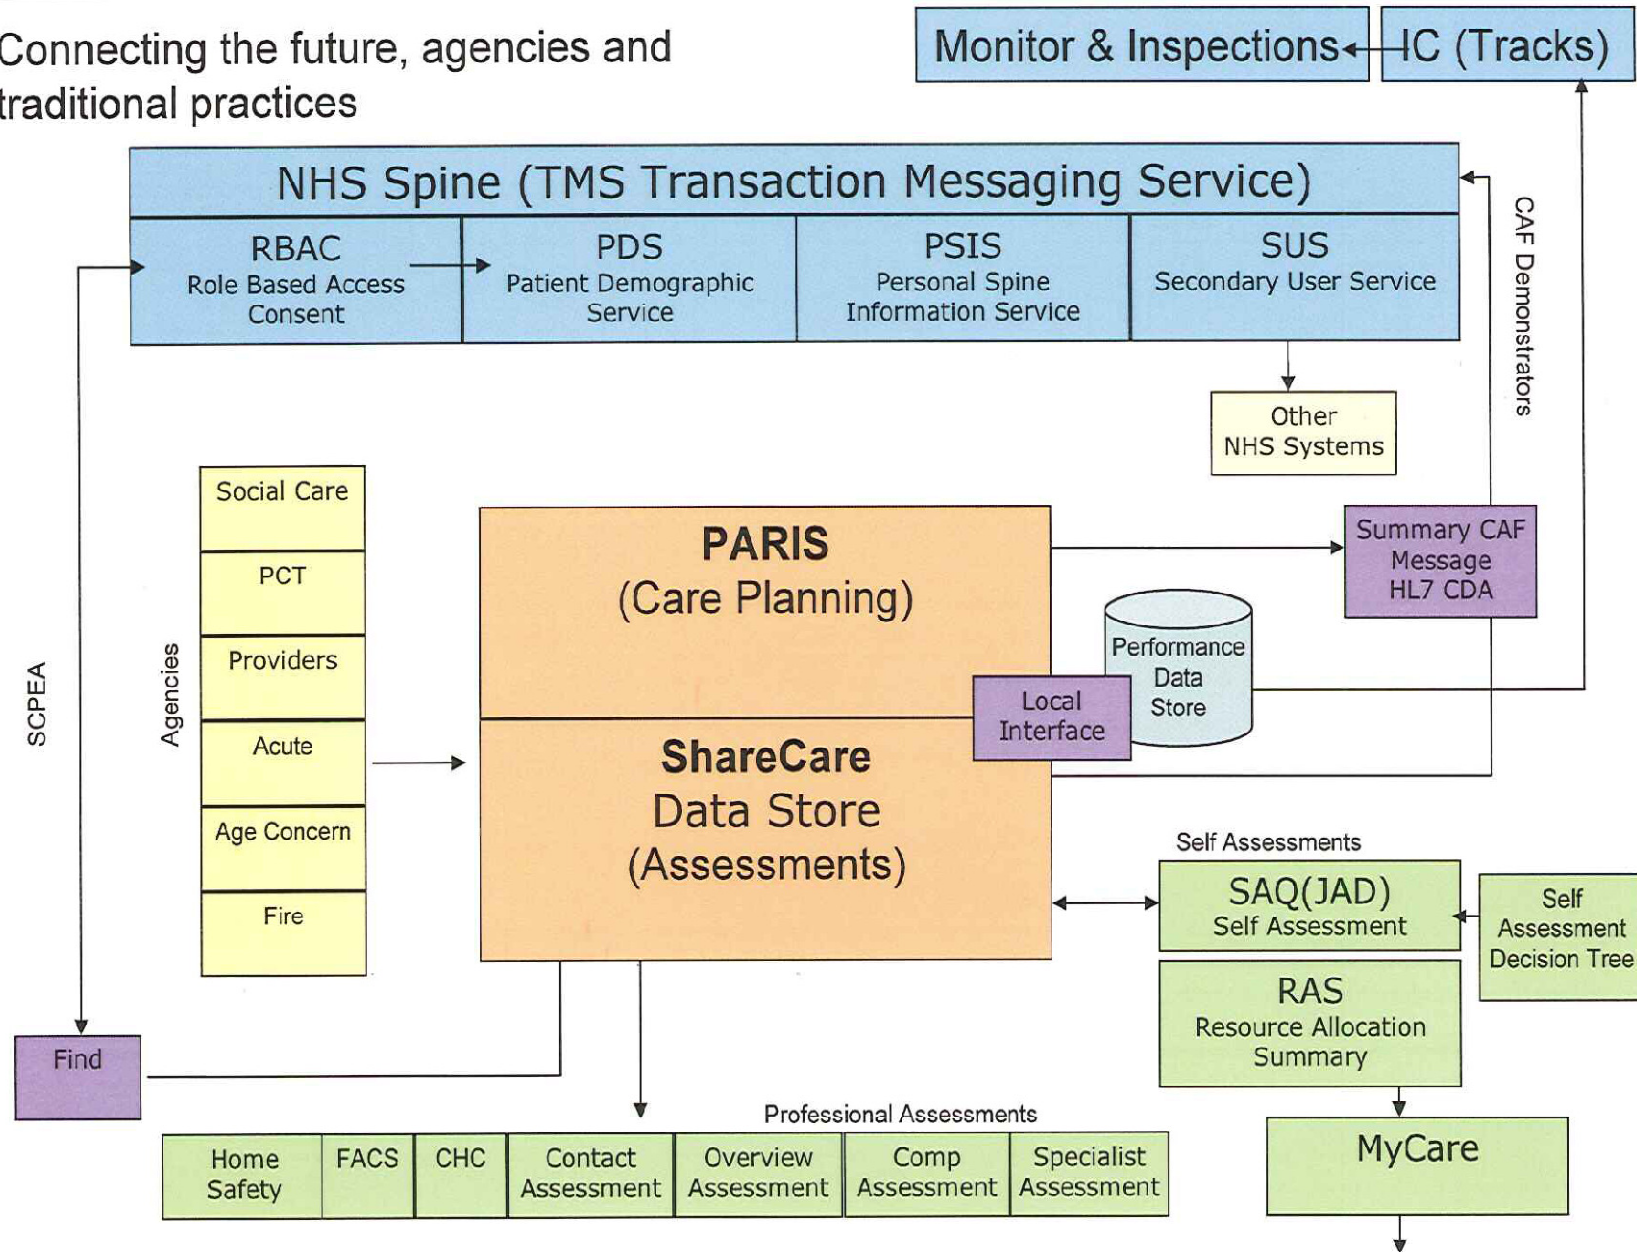 Connecting the future, agencies and
traditional practices
Monitor & Inspections
IC (Tracks)
NHS Spine (TMS Transaction Messaging Service)
RBAC
Role Based Access
Consent
PDS
Patient Demographic
Service
PSIS
Personal Spine
Information Service
SUS
Secondary User Service
CAF Demonstrators
Other
NHS Systems
SCPEA
Agencies
Social Care
PCT
Providers
Acute
Age Concern
Fire
PARIS
(Care Planning)
Summary CAF
Message
HL7 CDA
Performance
Data
Store
Local
Interface
ShareCare
Data Store
(Assessments)
Self Assessments
SAQ(JAD)
Self Assessment
Self
Assessment
Decision Tree
RAS
Resource Allocation
Summary
Find
Professional Assessments
Home
Safety
FACS
CHC
Contact
Assessment
Overview
Assessment
Comp
Assessment
Specialist
Assessment
MyCare